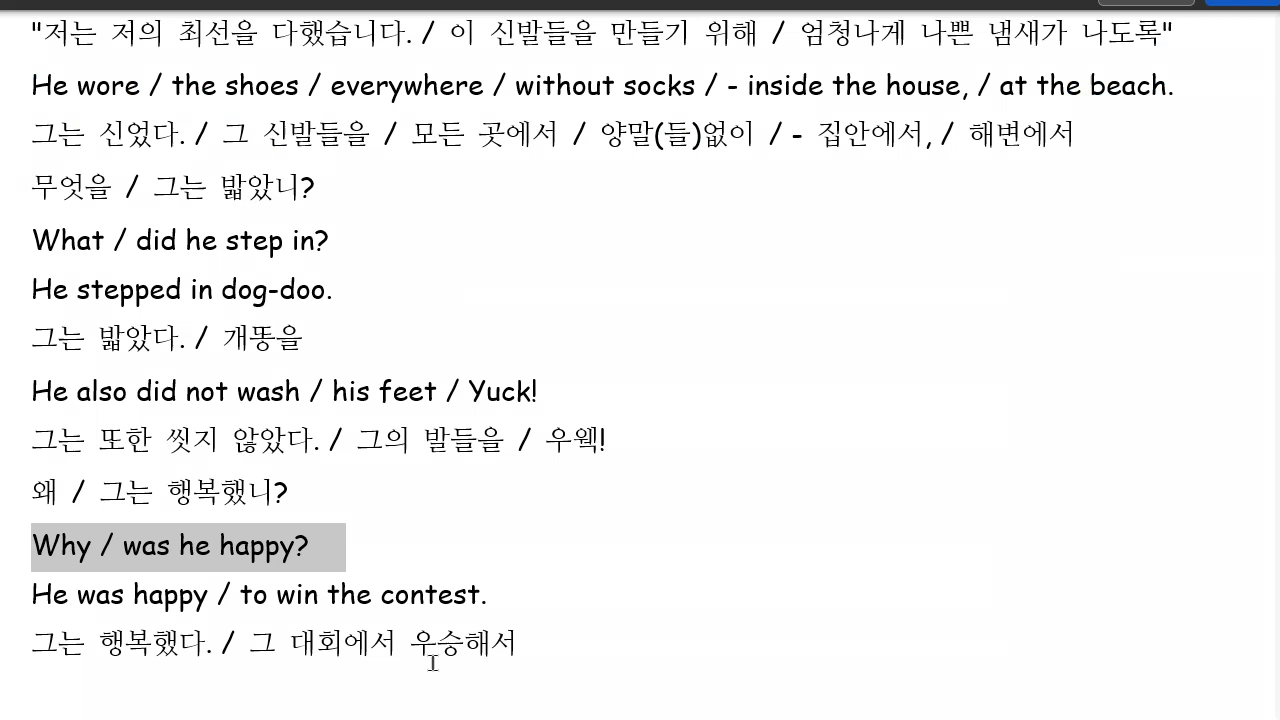 "저는 저의 최선을 다했습니다. / 이 신발들을 만들기 위해 / 엄청나게 나쁜 냄새가 나도록"
He wore / the shoes / everywhere / without socks / - inside the house, / at the beach.
그는 신었다. / 그 신발들을 / 모든 곳에서 / 양말(들)없이 / - 집안에서, / 해변에서
무엇을 / 그는 밟았니?
What / did he step in?
He stepped in dog-doo.
그는 밟았다. / 개똥을
He also did not wash / his feet / Yuck!
그는 또한 씻지 않았다. / 그의 발들을 / 우웩!
왜 / 그는 행복했니?
Why / was he happy?
He was happy / to win the contest.
그는 행복했다. / 그 대회에서 우승해서